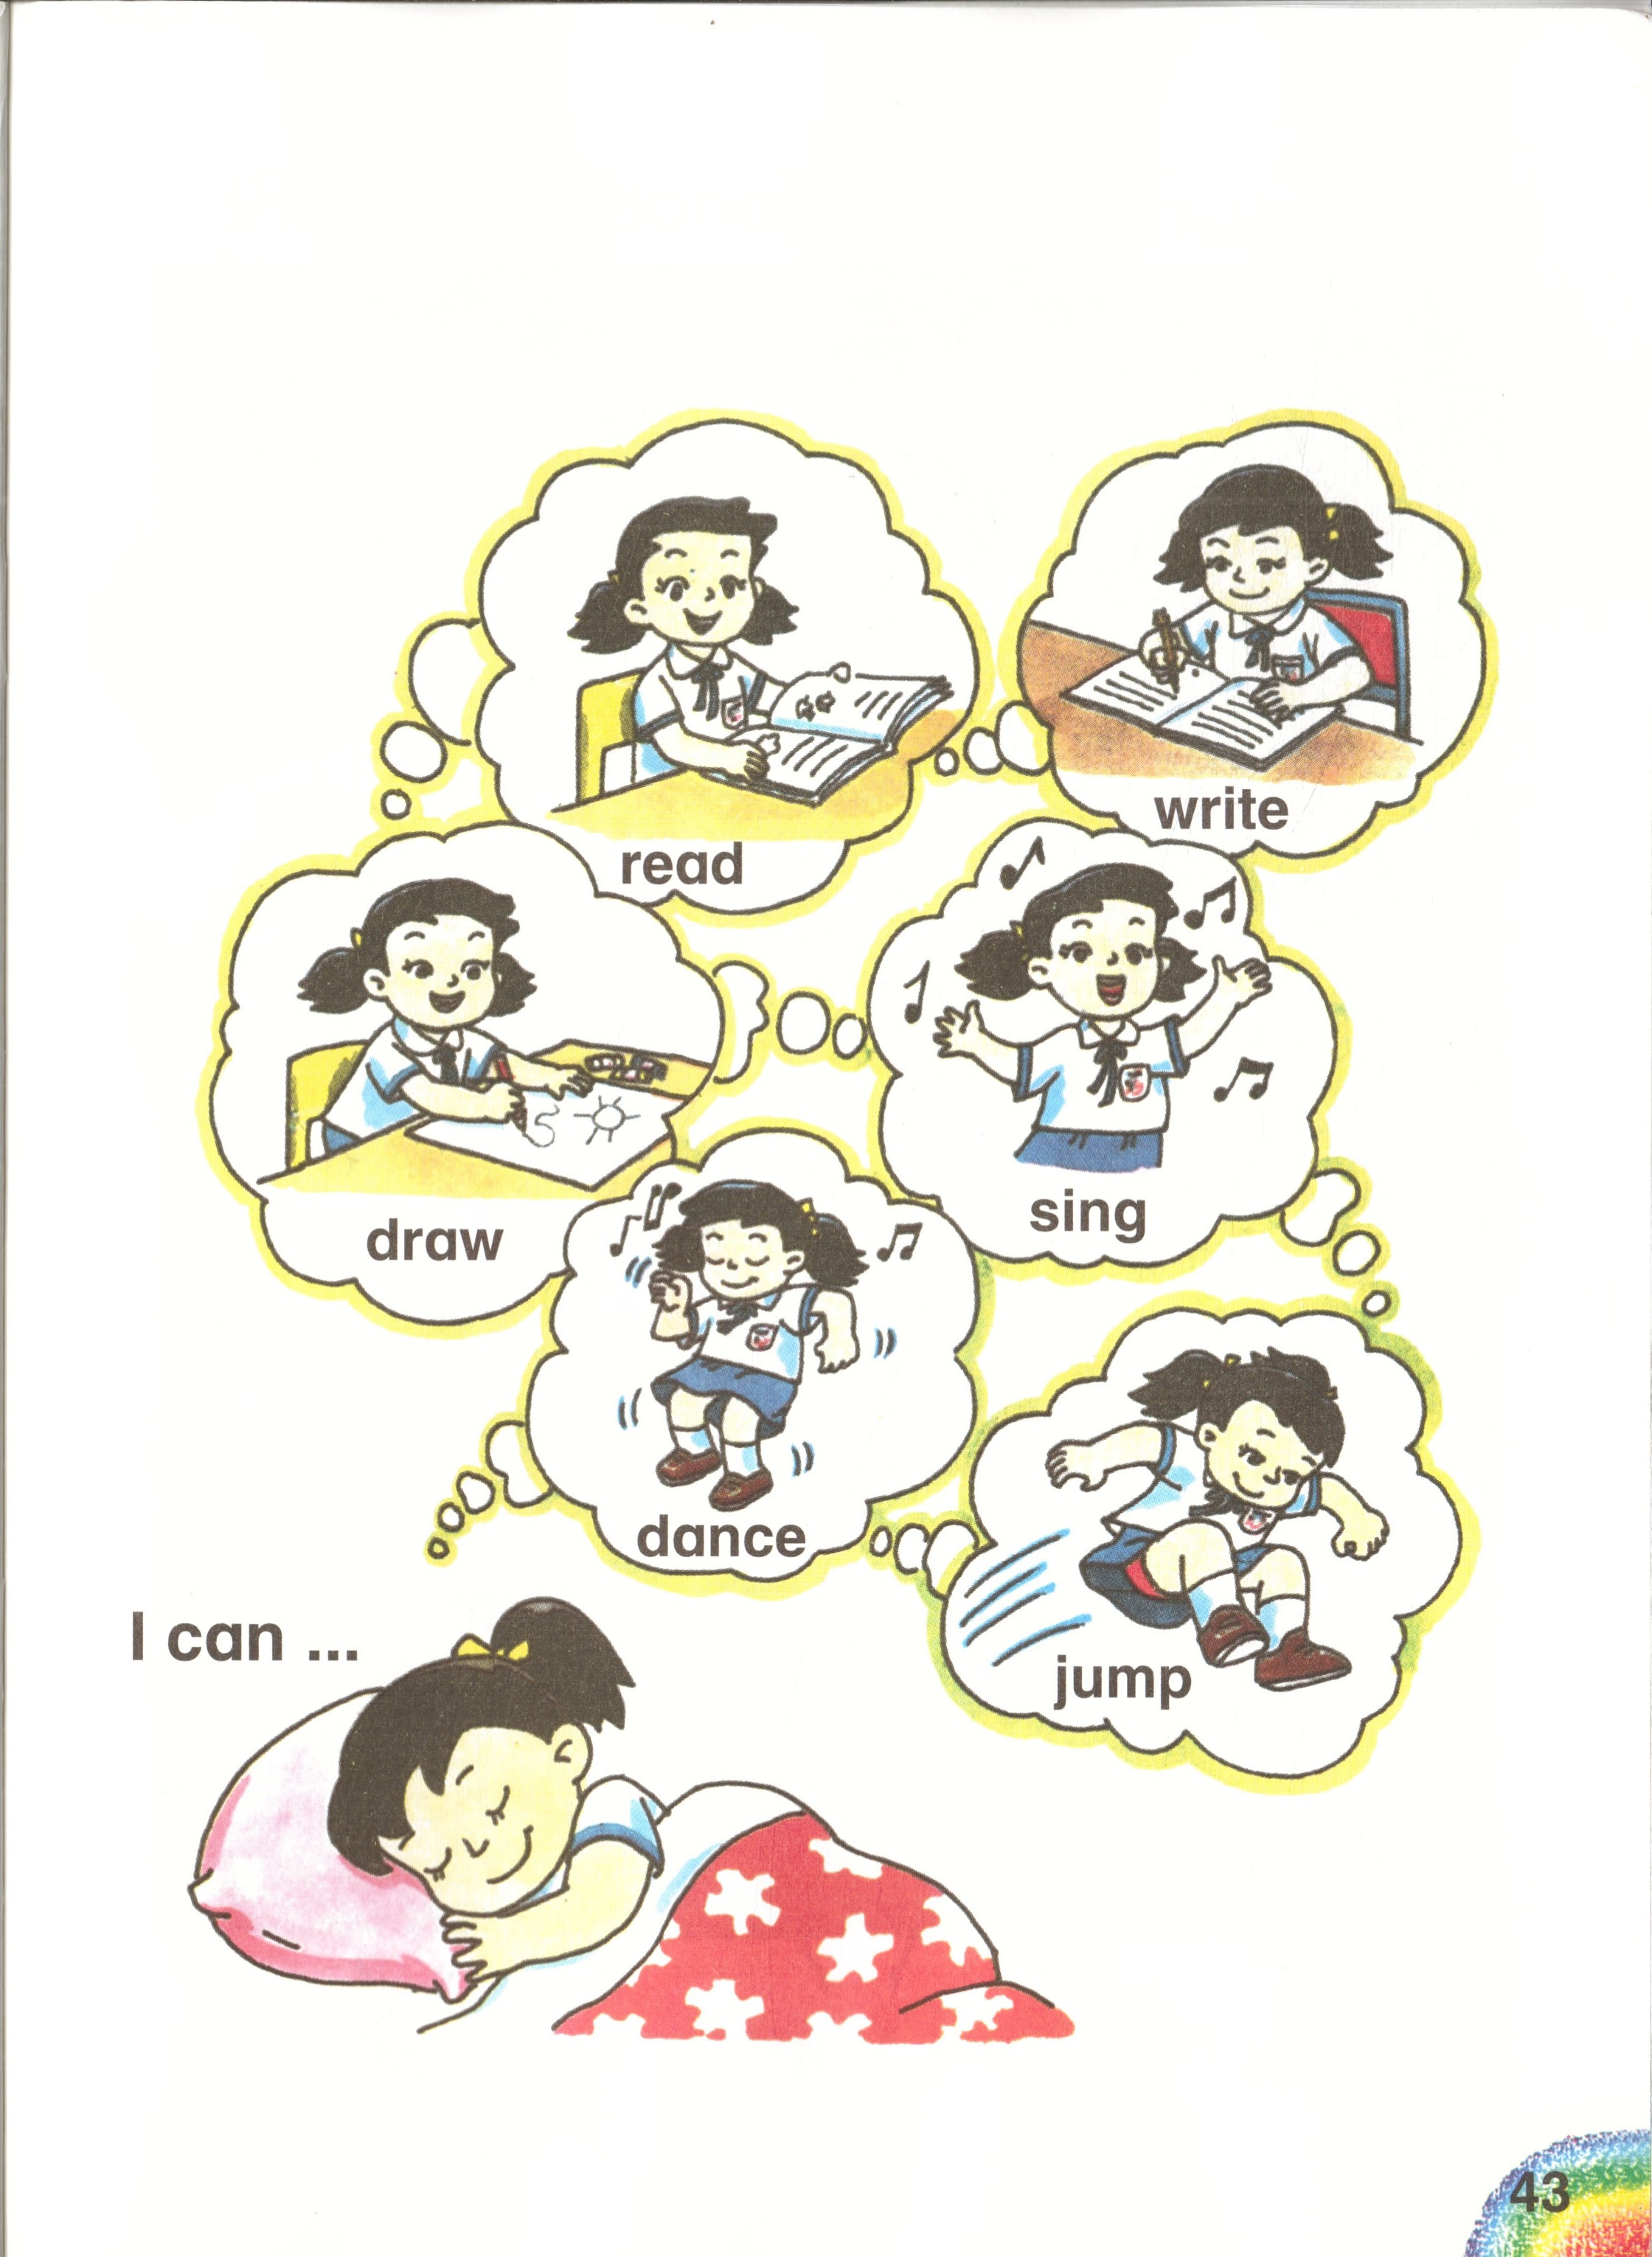 read
write
draw
sing
dance
jump
I can ...
43